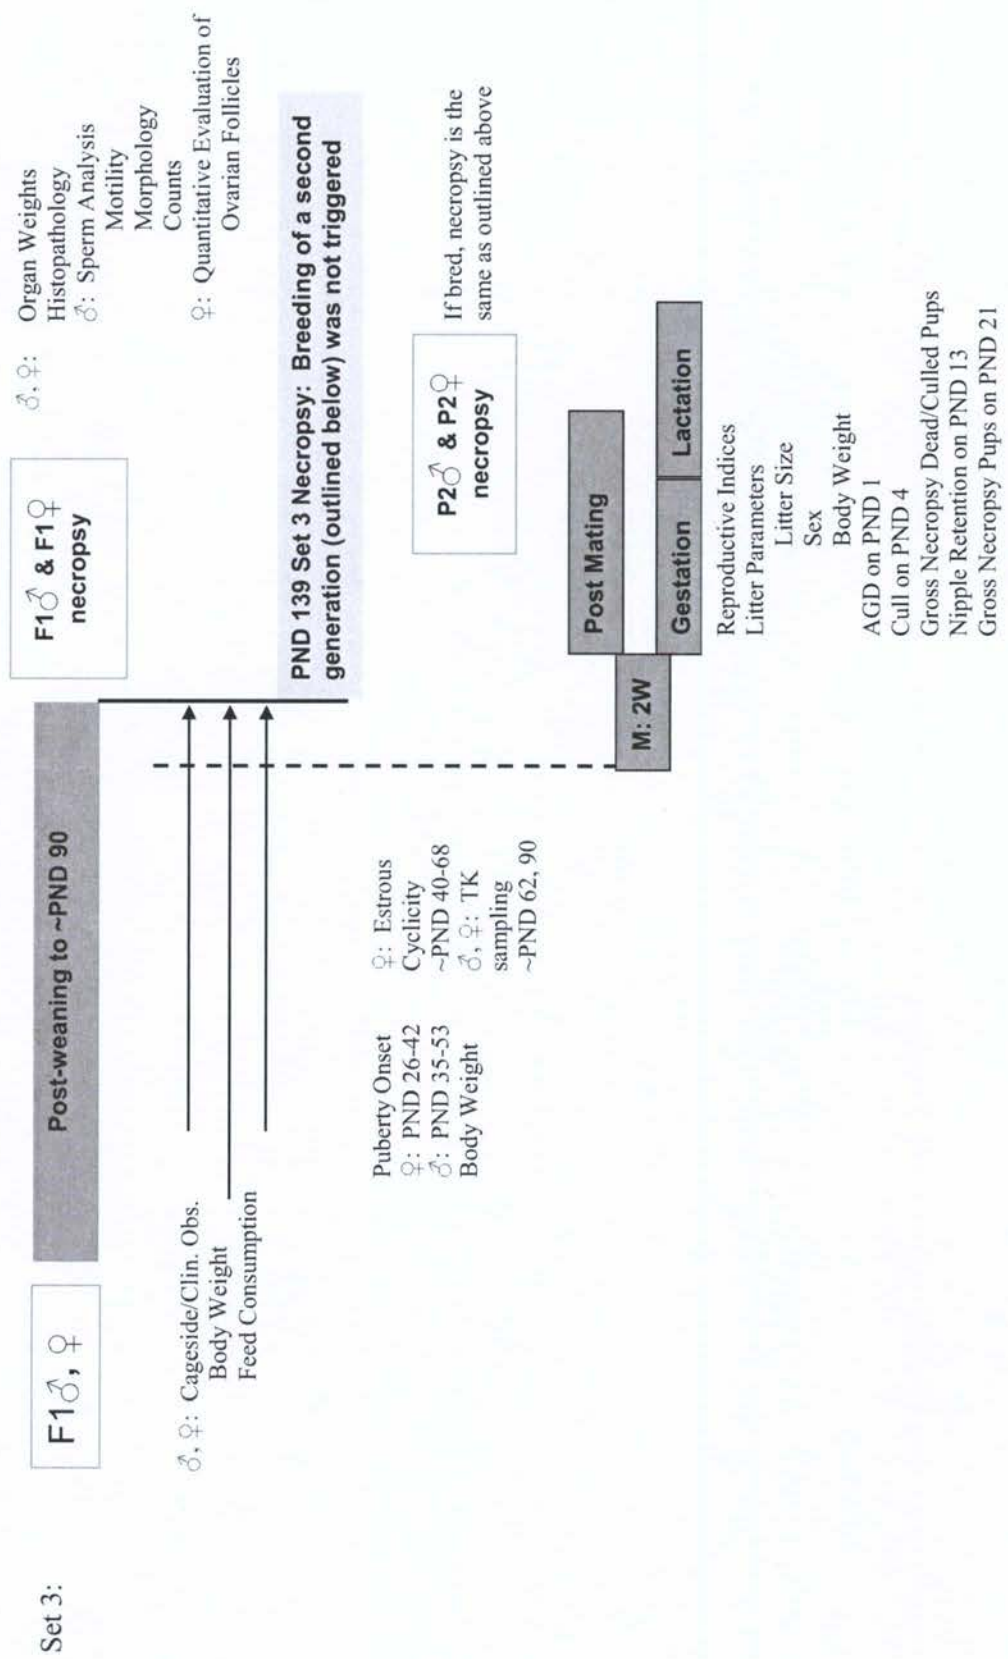 Set 3:
F1♂, ♀
Post-weaning to ~PND 90
F1♂ & F1♀
necropsy
♂, ♀: Organ Weights
Histopathology
♂: Sperm Analysis
Motility
Morphology
Counts
♀: Quantitative Evaluation of
Ovarian Follicles
♂, ♀: Cageside/Clin. Obs.
Body Weight
Feed Consumption
PND 139 Set 3 Necropsy: Breeding of a second
generation (outlined below) was not triggered
Puberty Onset
♀: PND 26-42
♂: PND 35-53
Body Weight
♀: Estrous
Cyclicity
~PND 40-68
♂, ♀: TK
sampling
~PND 62, 90
P2♂ & P2♀
necropsy
If bred, necropsy is the
same as outlined above
M: 2W
Post Mating
Gestation
Lactation
Reproductive Indices
Litter Parameters
Litter Size
Sex
Body Weight
AGD on PND 1
Cull on PND 4
Gross Necropsy Dead/Culled Pups
Nipple Retention on PND 13
Gross Necropsy Pups on PND 21